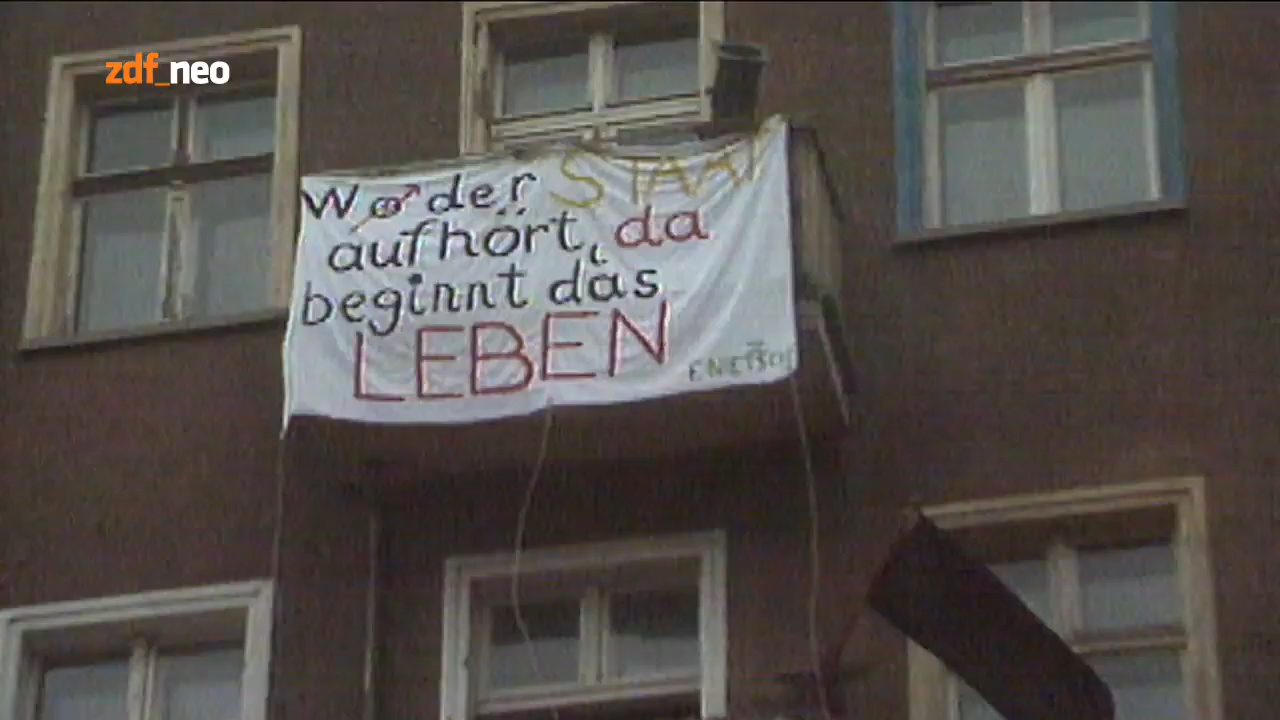 zdf_neo
Wo der STAAT
aufhört, da
beginnt das
LEBEN